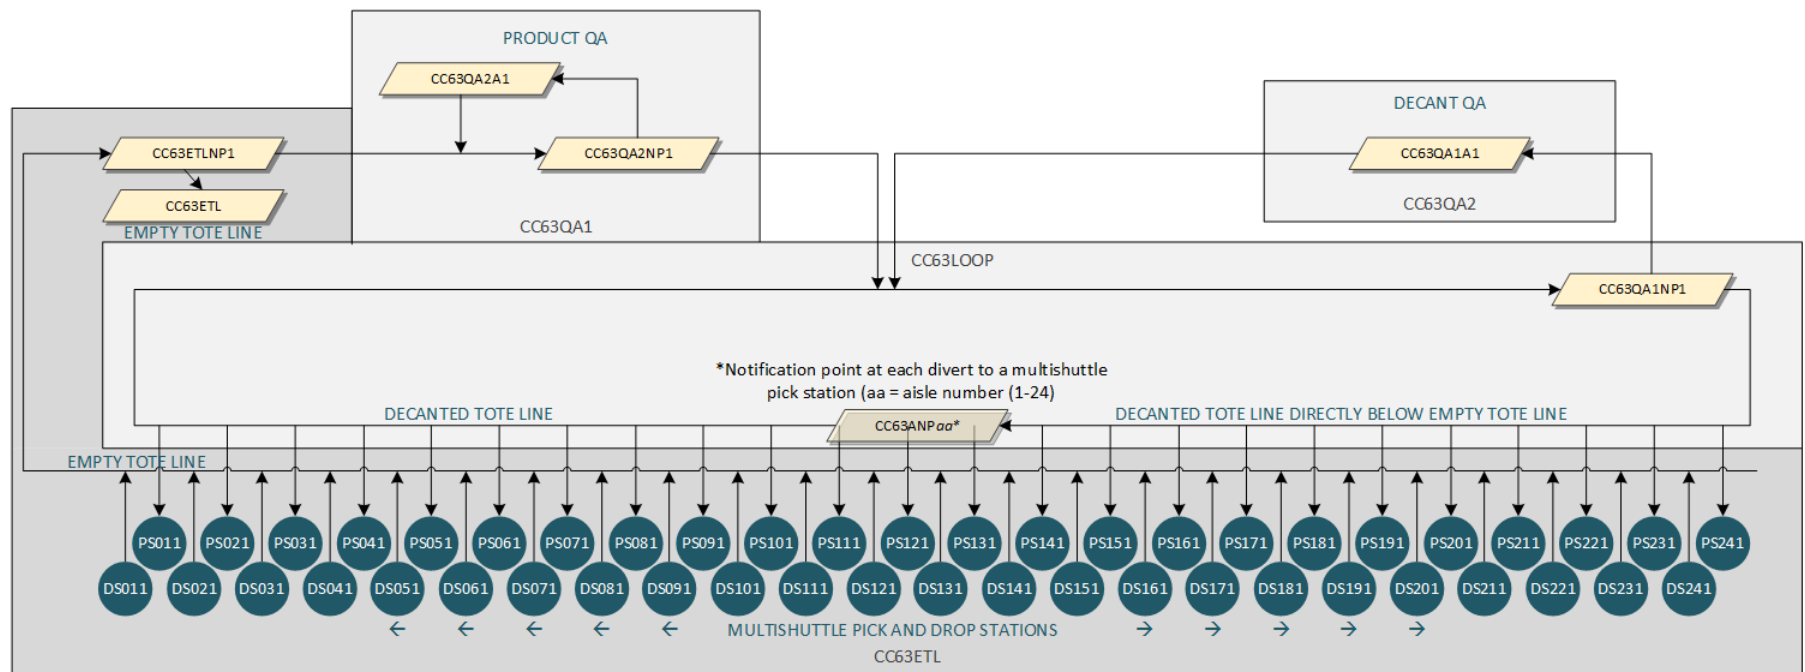 PRODUCT QA
CC63QA2A1
DECANT QA
CC63ETLNP1
CC63QA2NP1
CC63QA1A1
CC63ETL
CC63QA2
CC63QA1
EMPTY TOTE LINE
CC63LOOP
CC63QA1NP1
*Notification point at each divert to a multishuttle
pick station (aa = aisle number (1-24)
DECANTED TOTE LINE
DECANTED TOTE LINE DIRECTLY BELOW EMPTY TOTE LINE
CC63ANPaa*
EMPTY TOTE LINE
PS011 PS021 PS031 PS041 PS051 PS061 PS071 PS081 PS091 PS101 PS111 PS121 PS131 PS141 PS151 PS161 PS171 PS181 PS191 PS201 PS211 PS221 PS231 PS241
DS011 DS021 DS031 DS041 DS051 DS061 DS071 DS081 DS091 DS101 DS111 DS121 DS131 DS141 DS151 DS161 DS171 DS181 DS191 DS201 DS211 DS221 DS231 DS241
← ← ← ← ← MULTISHUTTLE PICK AND DROP STATIONS → → → → →
CC63ETL